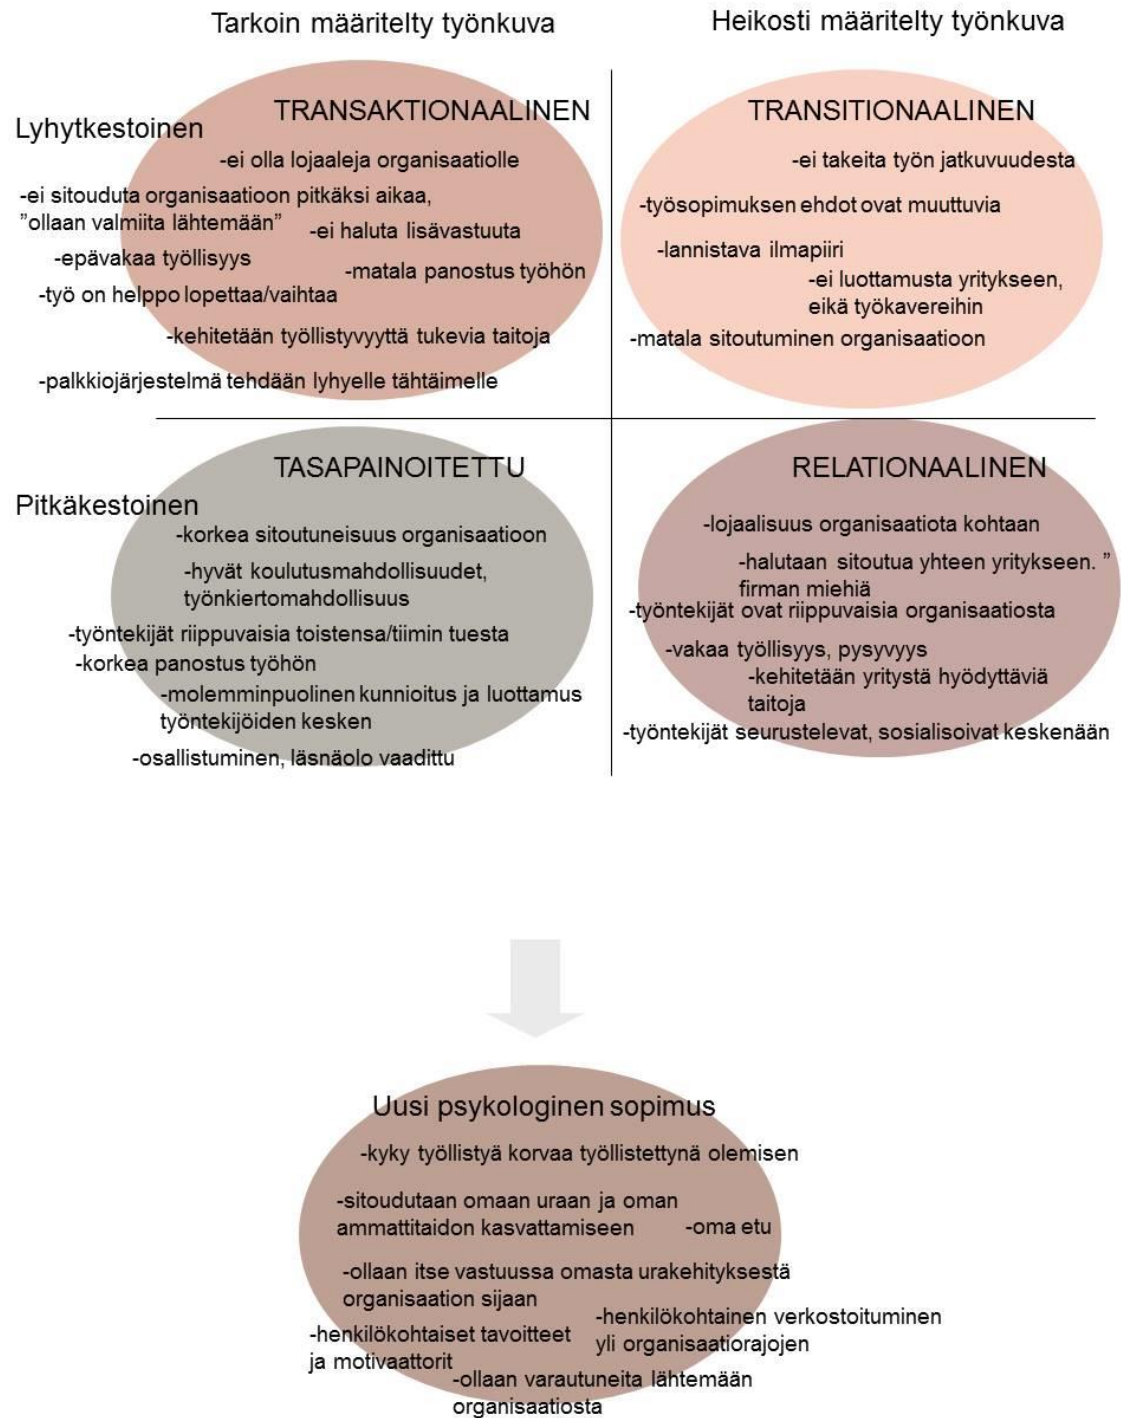 Tarkoin määritelty työnkuva
Heikosti määritelty työnkuva
Lyhytkestoinen
TRANSAKTIONAALINEN
-ei olla lojaaleja organisaatiolle
-ei sitouduta organisaatioon pitkäksi aikaa,
”ollaan valmiita lähtemään”
-ei haluta lisävastuuta
-epävakaa työllisyys
-matala panostus työhön
-työ on helppo lopettaa/vaihtaa
-kehitetään työllistyvyyttä tukevia taitoja
-palkkiojärjestelmä tehdään lyhyelle tähtäimelle
TRANSITIONAALINEN
-ei takeita työn jatkuvuudesta
-työsopimuksen ehdot ovat muuttuvia
-lannistava ilmapiiri
-ei luottamusta yritykseen,
eikä työkavereihin
-matala sitoutuminen organisaatioon
Pitkäkestoinen
TASAPAINOITETTU
-korkea sitoutuneisuus organisaatioon
-hyvät koulutusmahdollisuudet,
työnkiertomahdollisuus
-työntekijät riippuvaisia toistensa/tiimin tuesta
-korkea panostus työhön
-molemminpuolinen kunnioitus ja luottamus
työntekijöiden kesken
-osallistuminen, läsnäolo vaadittu
RELATIONAALINEN
-lojaalisuus organisaatiota kohtaan
-halutaan sitoutua yhteen yritykseen. ”
firman miehiä
-työntekijät ovat riippuvaisia organisaatiosta
-vakaa työllisyys, pysyvyys
-kehitetään yritystä hyödyttäviä
taitoja
-työntekijät seurustelevat, sosialisoivat keskenään
Uusi psykologinen sopimus
-kyky työllistyä korvaa työllistettynä olemisen
-sitoudutaan omaan uraan ja oman
ammattitaidon kasvattamiseen
-oma etu
-ollaan itse vastuussa omasta urakehityksestä
organisaation sijaan
-henkilökohtainen verkostoituminen
yli organisaatiorajojen
-henkilökohtaiset tavoitteet
ja motivaattorit
-ollaan varautuneita lähtemään
organisaatiosta